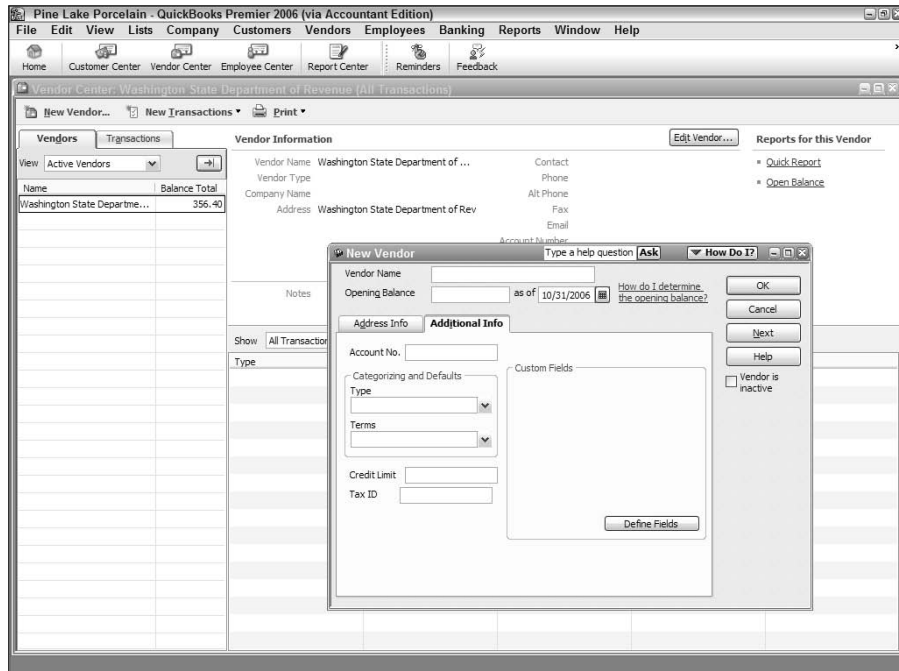 Pine Lake Porcelain - QuickBooks Premier 2006 (via Accountant Edition)
File Edit View Lists Company Customers Vendors Employees Banking Reports Window Help
Home Customer Center Vendor Center Employee Center Report Center Reminders Feedback
Vendor Center: Washington State Department of Revenue (All Transactions)
New Vendor... New Transactions Print
Vendors Transactions
View Active Vendors
Name Balance Total
Washington State Departme... 356.40
Vendor Information Edit Vendor...
Vendor Name Washington State Department of ... Contact
Vendor Type Phone
Company Name Alt Phone
Address Washington State Department of Rev Fax
Email
Account Number
Notes
Reports for this Vendor
Quick Report
Open Balance
Show All Transaction
Type
New Vendor Type a help question Ask How Do I?
Vendor Name
Opening Balance as of 10/31/2006 How do I determine
the opening balance?
Address Info Additional Info
Account No.
Categorizing and Defaults
Type
Terms
Credit Limit
Tax ID
Custom Fields
Define Fields
OK
Cancel
Next
Help
Vendor is
inactive